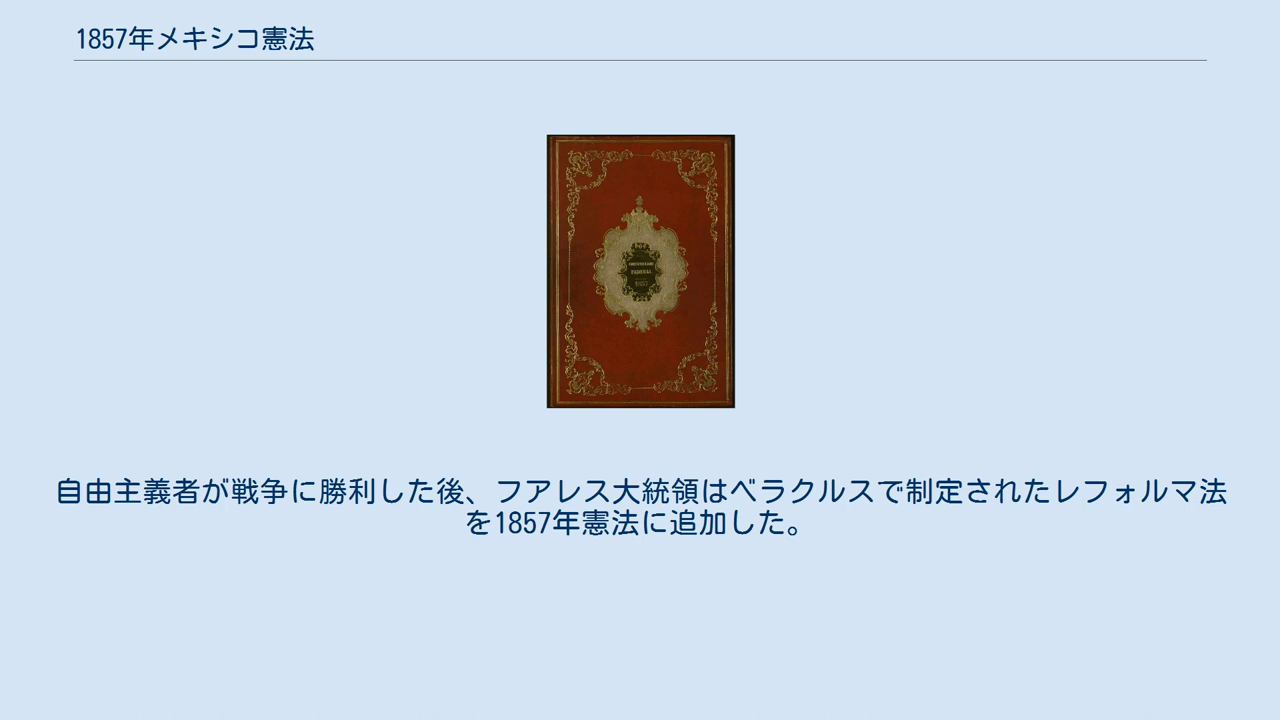 1857年メキシコ憲法
FEDERAL
1857
自由主義者が戦争に勝利した後、フアレス大統領はベラクルスで制定されたレフォルマ法
を1857年憲法に追加した。